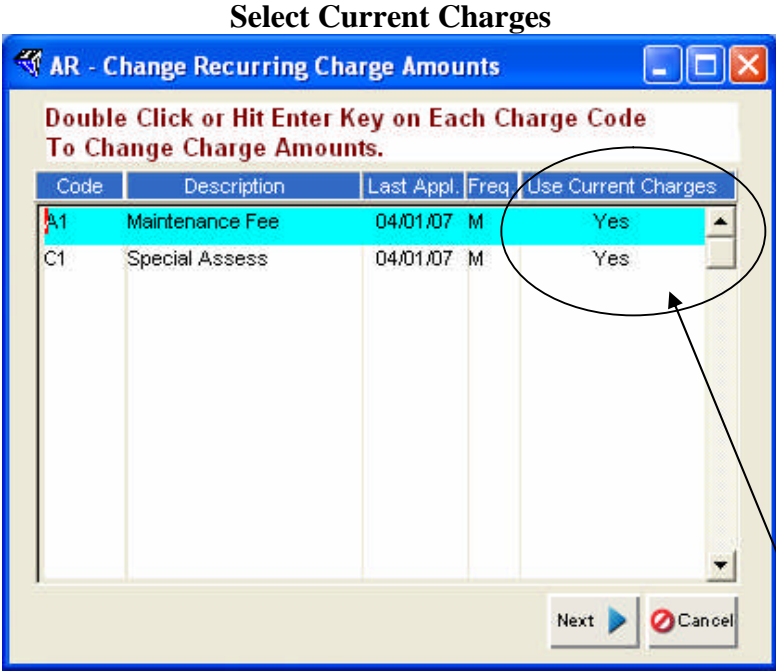 Select Current Charges
AR - Change Recurring Charge Amounts
Double Click or Hit Enter Key on Each Charge Code
To Change Charge Amounts.
Code Description Last Appl. Freq. Use Current Charges
A1 Maintenance Fee 04/01/07 M Yes
C1 Special Assess 04/01/07 M Yes
Next Cancel